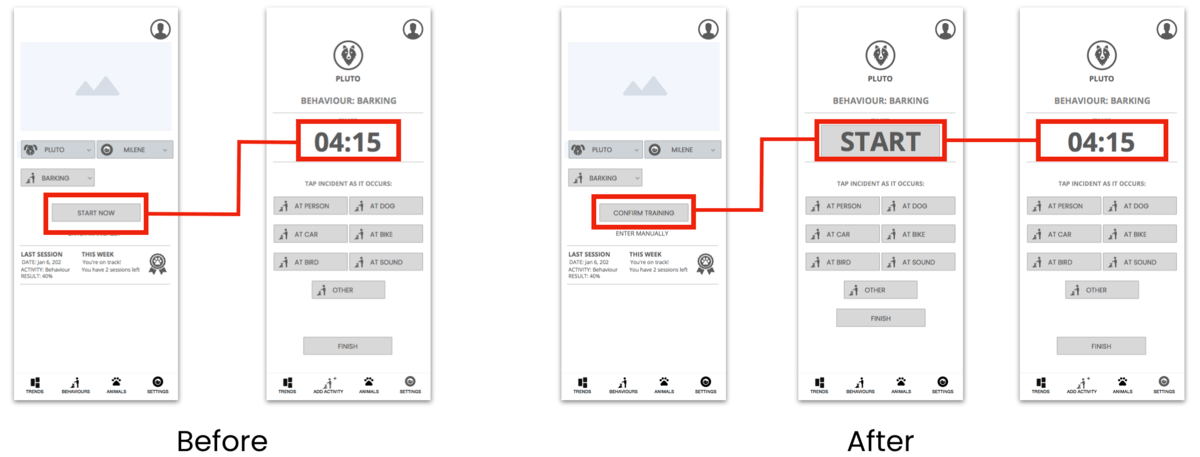 PLUTO
MILENE
BARKING
START NOW
LAST SESSION
DATE: Jan 6, 202
ACTIVITY: Behaviour
RESULT: 40%
THIS WEEK
You're on track!
You have 2 sessions left
TRENDS
BEHAVIOURS
ANIMALS
SETTINGS
PLUTO
BEHAVIOUR: BARKING
04:15
TAP INCIDENT AS IT OCCURS:
AT PERSON
AT DOG
AT CAR
AT BIKE
AT BIRD
AT SOUND
OTHER
FINISH
TRENDS
ADD ACTIVITY
ANIMALS
SETTINGS
Before
PLUTO
MILENE
BARKING
CONFIRM TRAINING
ENTER MANUALLY
LAST SESSION
DATE: Jan 6, 202
ACTIVITY: Behaviour
RESULT: 40%
THIS WEEK
You're on track!
You have 2 sessions left
TRENDS
BEHAVIOURS
ANIMALS
SETTINGS
PLUTO
BEHAVIOUR: BARKING
START
TAP INCIDENT AS IT OCCURS:
AT PERSON
AT DOG
AT CAR
AT BIKE
AT BIRD
AT SOUND
OTHER
FINISH
TRENDS
BEHAVIOURS
ANIMALS
SETTINGS
PLUTO
BEHAVIOUR: BARKING
04:15
TAP INCIDENT AS IT OCCURS:
AT PERSON
AT DOG
AT CAR
AT BIKE
AT BIRD
AT SOUND
OTHER
FINISH
TRENDS
ADD ACTIVITY
ANIMALS
SETTINGS
After